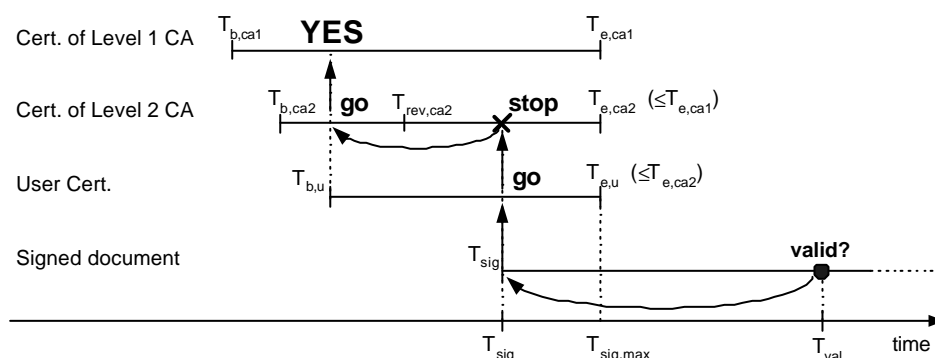 Cert. of Level 1 CA T_b,ca1 YES T_e,ca1
Cert. of Level 2 CA T_b,ca2 go T_rev,ca2 stop T_e,ca2 (≤T_e,ca1)
User Cert. T_b,u go T_e,u (≤T_e,ca2)
Signed document T_sig valid?
T_sig T_sig,max T_val time